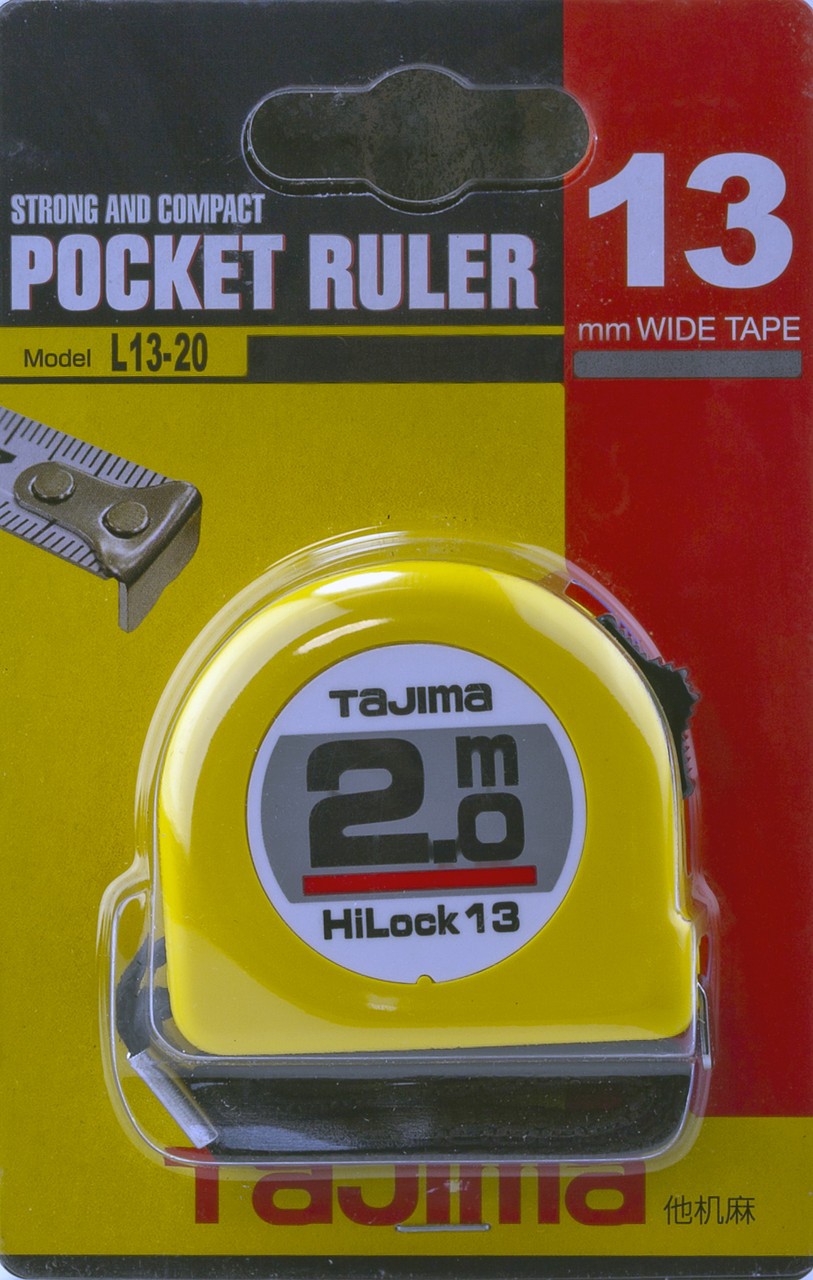 STRONG AND COMPACT
POCKET RULER
Model L13-20
13
mm WIDE TAPE
TAJIMA
2.0 m
HiLock 13
TAJIMA 他机麻